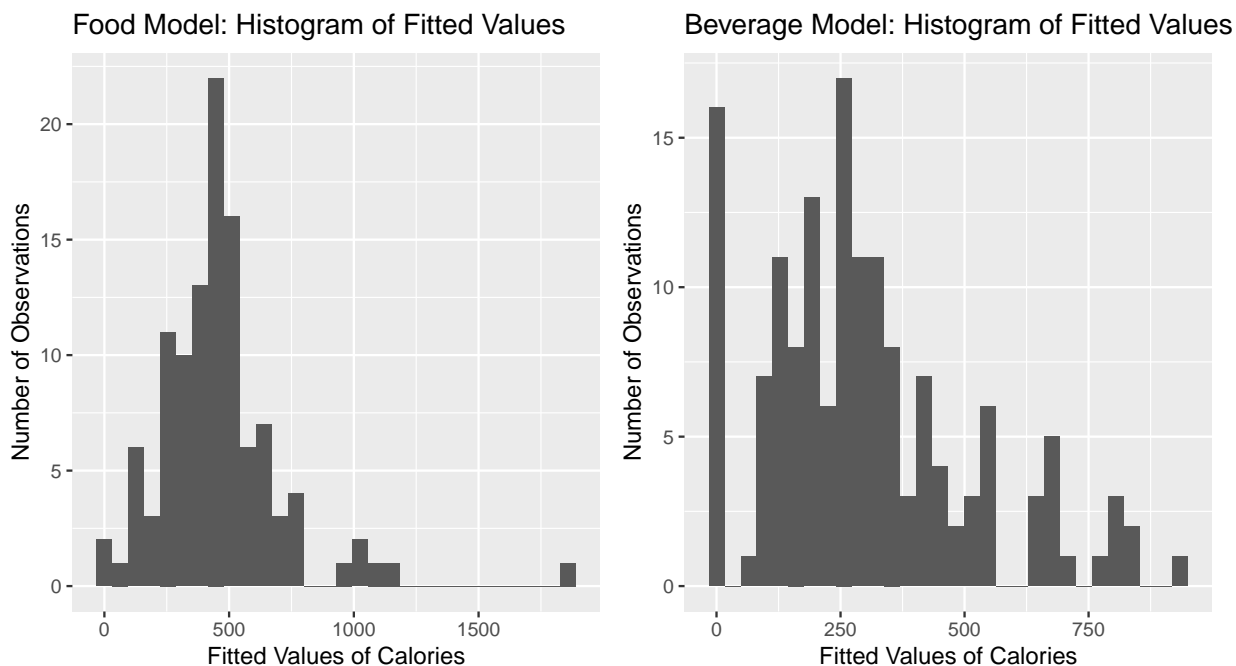 Food Model: Histogram of Fitted Values
20
15
10
5
0
Number of Observations
0 500 1000 1500
Fitted Values of Calories
Beverage Model: Histogram of Fitted Values
15
10
5
0
Number of Observations
0 250 500 750
Fitted Values of Calories